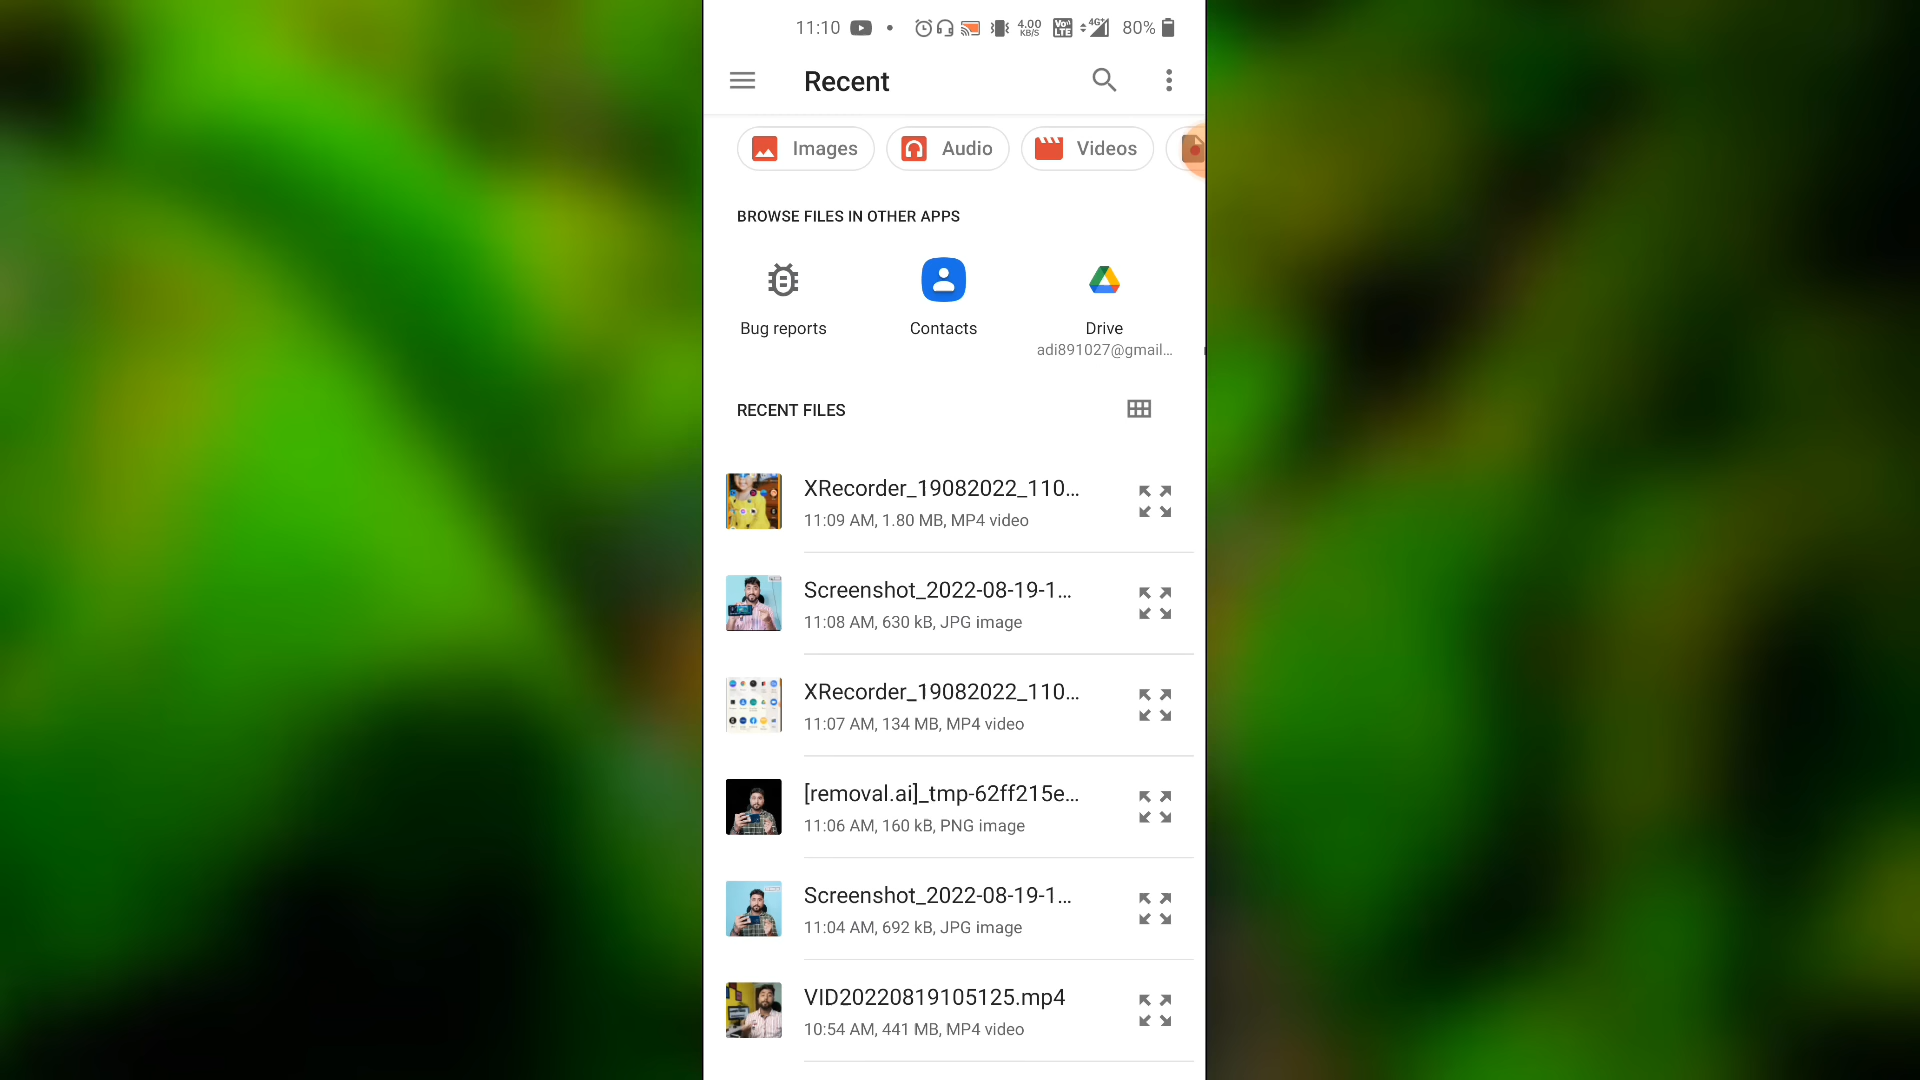 11:10
4.00 KB/S
Vo LTE
4G+
80%
Recent
Images
Audio
Videos
BROWSE FILES IN OTHER APPS
Bug reports
Contacts
Drive
adi891027@gmail...
RECENT FILES
XRecorder_19082022_110...
11:09 AM, 1.80 MB, MP4 video
Screenshot_2022-08-19-1...
11:08 AM, 630 kB, JPG image
XRecorder_19082022_110...
11:07 AM, 134 MB, MP4 video
[removal.ai]_tmp-62ff215e...
11:06 AM, 160 kB, PNG image
Screenshot_2022-08-19-1...
11:04 AM, 692 kB, JPG image
VID20220819105125.mp4
10:54 AM, 441 MB, MP4 video